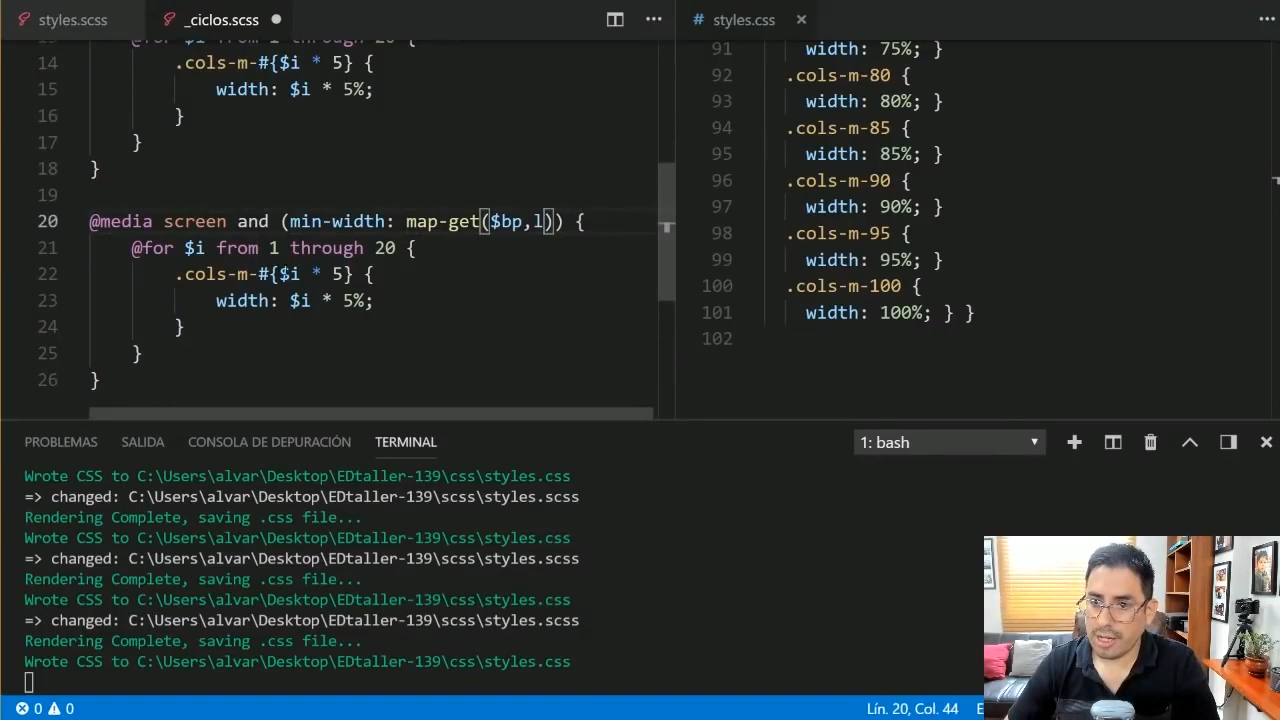 styles.scss
_ciclos.scss
# styles.css
@for $i from 1 through 20 {
14 .cols-m-#{$i * 5} {
15 width: $i * 5%;
16 }
17 }
18 }
19
20 @media screen and (min-width: map-get($bp,l)) {
21 @for $i from 1 through 20 {
22 .cols-m-#{$i * 5} {
23 width: $i * 5%;
24 }
25 }
26 }
91 width: 75%; }
92 .cols-m-80 {
93 width: 80%; }
94 .cols-m-85 {
95 width: 85%; }
96 .cols-m-90 {
97 width: 90%; }
98 .cols-m-95 {
99 width: 95%; }
100 .cols-m-100 {
101 width: 100%; } }
102
PROBLEMAS SALIDA CONSOLA DE DEPURACIÓN TERMINAL
1: bash
Wrote CSS to C:\Users\alvar\Desktop\EDtaller-139\css\styles.css
=> changed: C:\Users\alvar\Desktop\EDtaller-139\scss\styles.scss
Rendering Complete, saving .css file...
Wrote CSS to C:\Users\alvar\Desktop\EDtaller-139\css\styles.css
=> changed: C:\Users\alvar\Desktop\EDtaller-139\scss\styles.scss
Rendering Complete, saving .css file...
Wrote CSS to C:\Users\alvar\Desktop\EDtaller-139\css\styles.css
=> changed: C:\Users\alvar\Desktop\EDtaller-139\scss\styles.scss
Rendering Complete, saving .css file...
Wrote CSS to C:\Users\alvar\Desktop\EDtaller-139\css\styles.css
0 0
Lín. 20, Col. 44